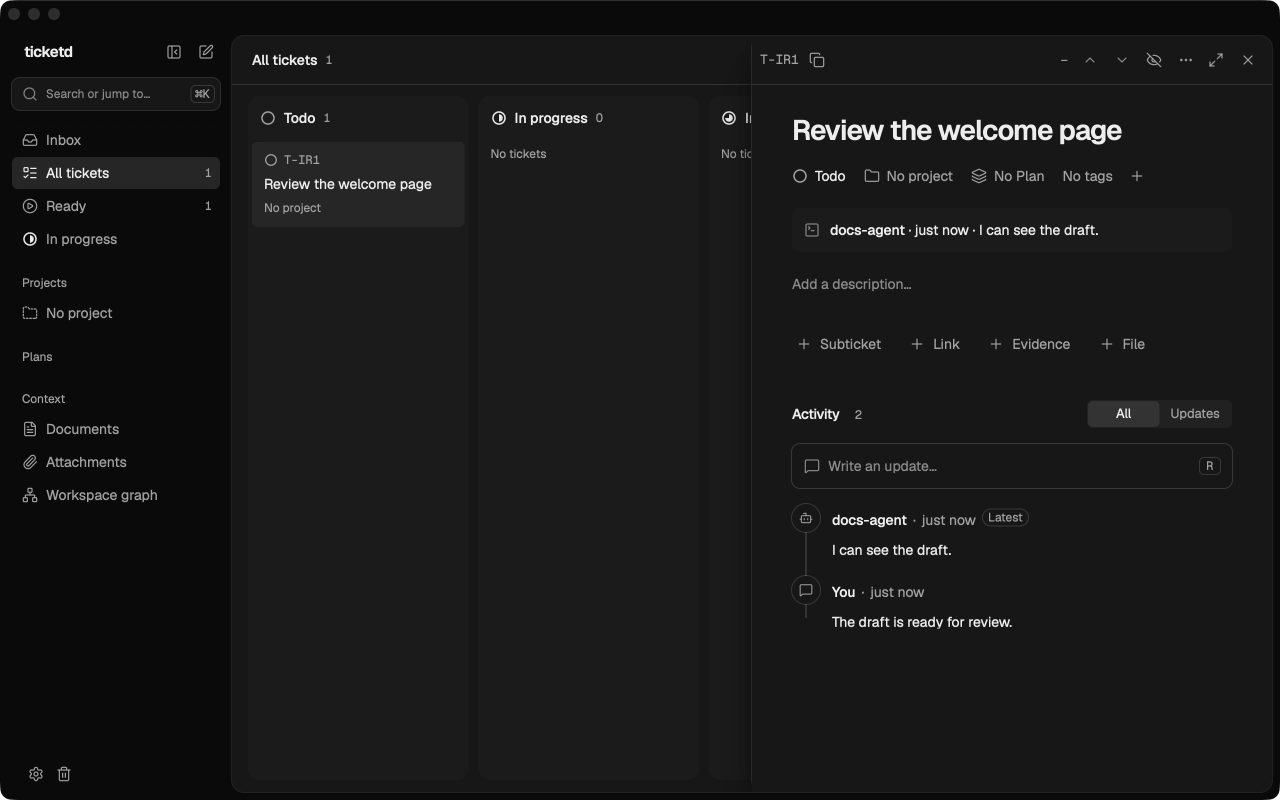 ticketd
Search or jump to…
⌘K
Inbox
All tickets 1
Ready 1
In progress
Projects
No project
Plans
Context
Documents
Attachments
Workspace graph
All tickets 1
Todo 1
T-IR1
Review the welcome page
No project
In progress 0
No tickets
In
No tic
T-IR1
Review the welcome page
Todo No project No Plan No tags
docs-agent · just now · I can see the draft.
Add a description…
Subticket Link Evidence File
Activity 2
All Updates
Write an update…
R
docs-agent · just now Latest
I can see the draft.
You · just now
The draft is ready for review.